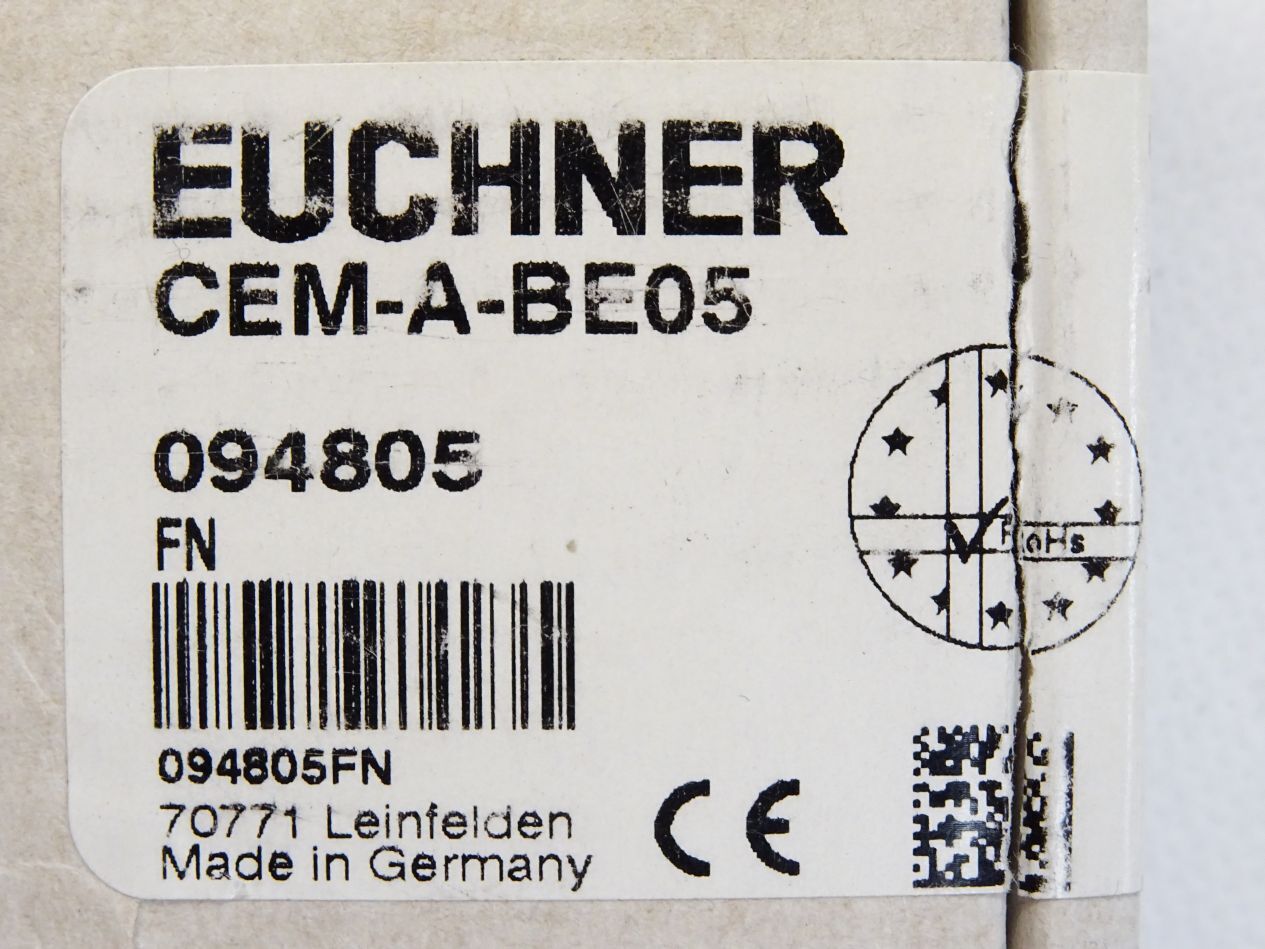 EUCHNER
CEM-A-BE05
094805
FN
RoHs
094805FN
70771 Leinfelden
Made in Germany
CE